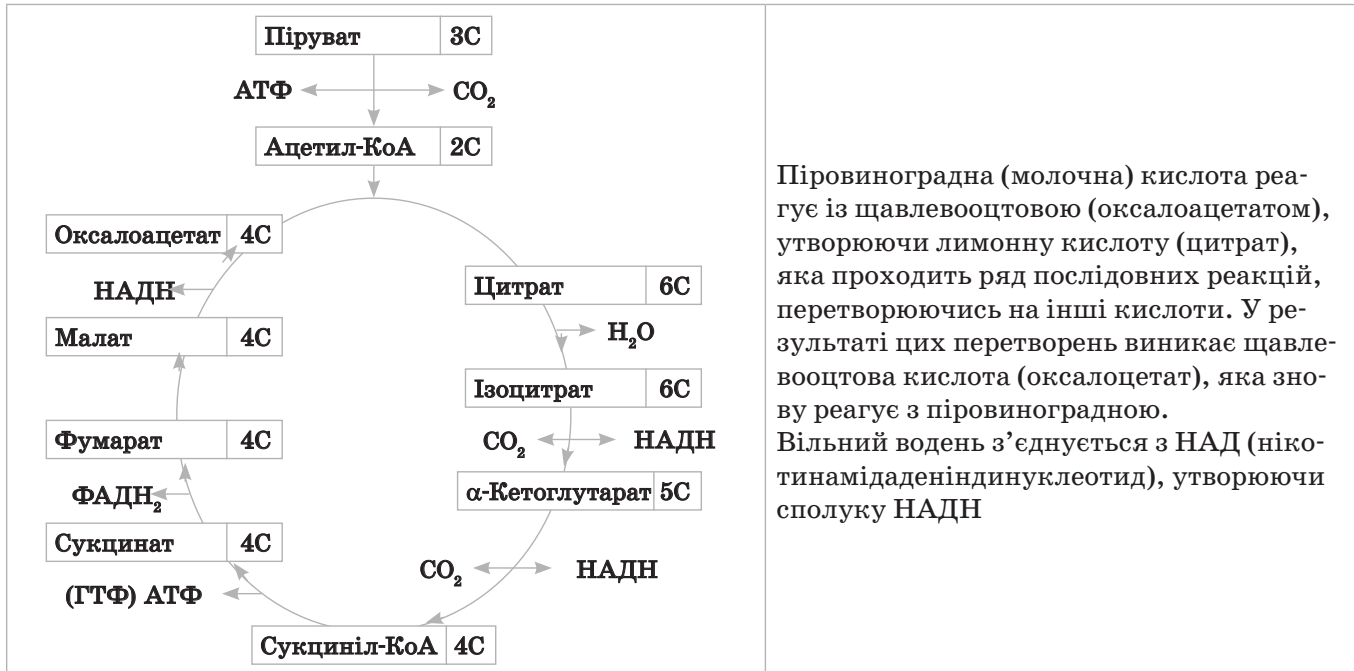 Піруват 3С
АТФ CO₂
Ацетил-КоА 2С
Оксалоацетат 4С
НАДН
Малат 4С
Фумарат 4С
ФАДН₂
Сукцинат 4С
(ГТФ) АТФ
Цитрат 6С
H₂O
Ізоцитрат 6С
CO₂ НАДН
α-Кетоглутарат 5С
CO₂ НАДН
Сукциніл-КоА 4С
Піровиноградна (молочна) кислота реа-
гує із щавлевооцтовою (оксалоацетатом),
утворюючи лимонну кислоту (цитрат),
яка проходить ряд послідовних реакцій,
перетворюючись на інші кислоти. У ре-
зультаті цих перетворень виникає щавле-
вооцтова кислота (оксалоцетат), яка зно-
ву реагує з піровиноградною.
Вільний водень з’єднується з НАД (ніко-
тинамідаденіндинуклеотид), утворюючи
сполуку НАДН